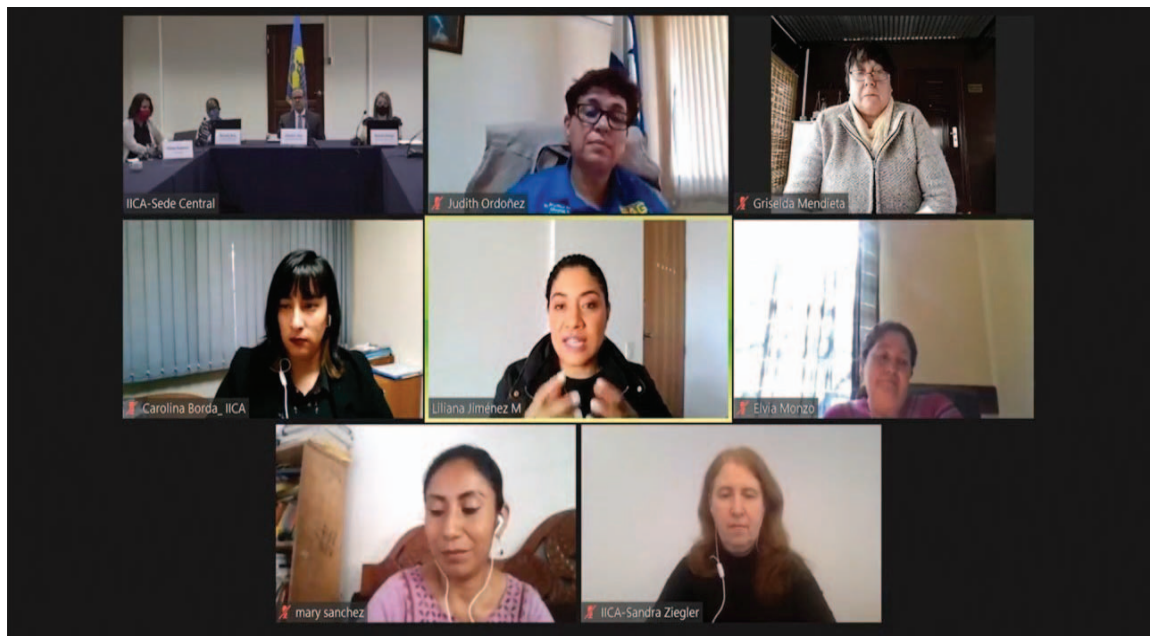 IICA-Sede Central
Judith Ordoñez
Griselda Mendieta
Carolina Borda_ IICA
Liliana Jiménez M
Elvia Monzo
mary sanchez
IICA-Sandra Ziegler